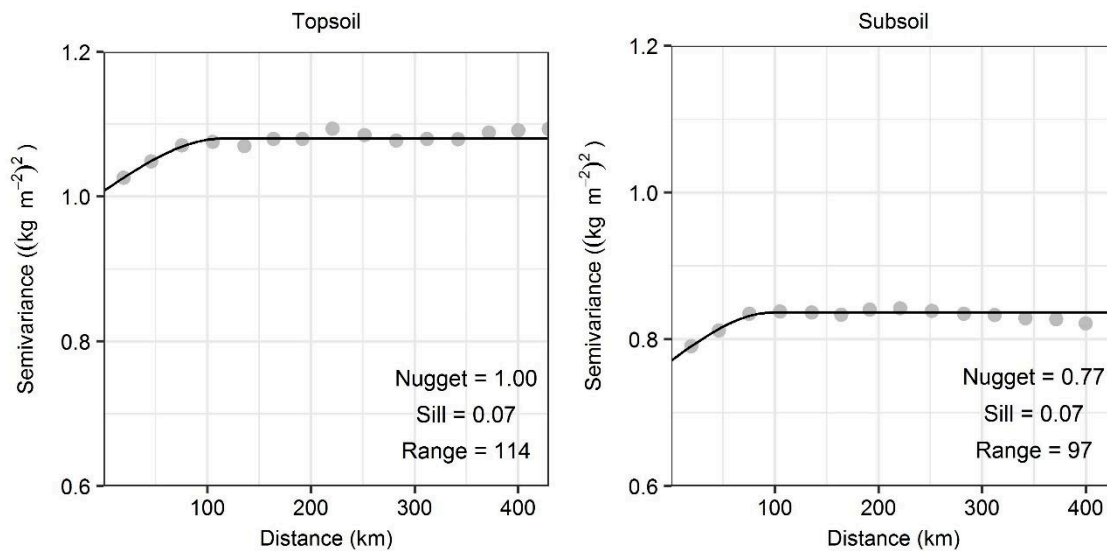 Topsoil
Semivariance ((kg m⁻²)²)
1.2
1.0
0.8
0.6
Nugget = 1.00
Sill = 0.07
Range = 114
100
200
300
400
Distance (km)
Subsoil
Semivariance ((kg m⁻²)²)
1.2
1.0
0.8
0.6
Nugget = 0.77
Sill = 0.07
Range = 97
100
200
300
400
Distance (km)